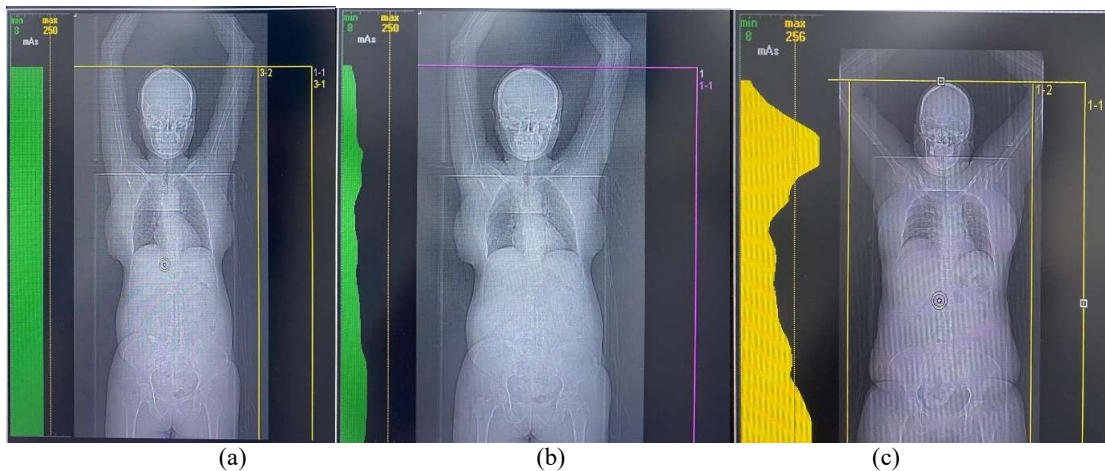 min max
8 250
mAs
3-2 1-1
3-1
min max
8 250
mAs
1
1-1
min max
8 256
mAs
1-2
1-1
(a) (b) (c)